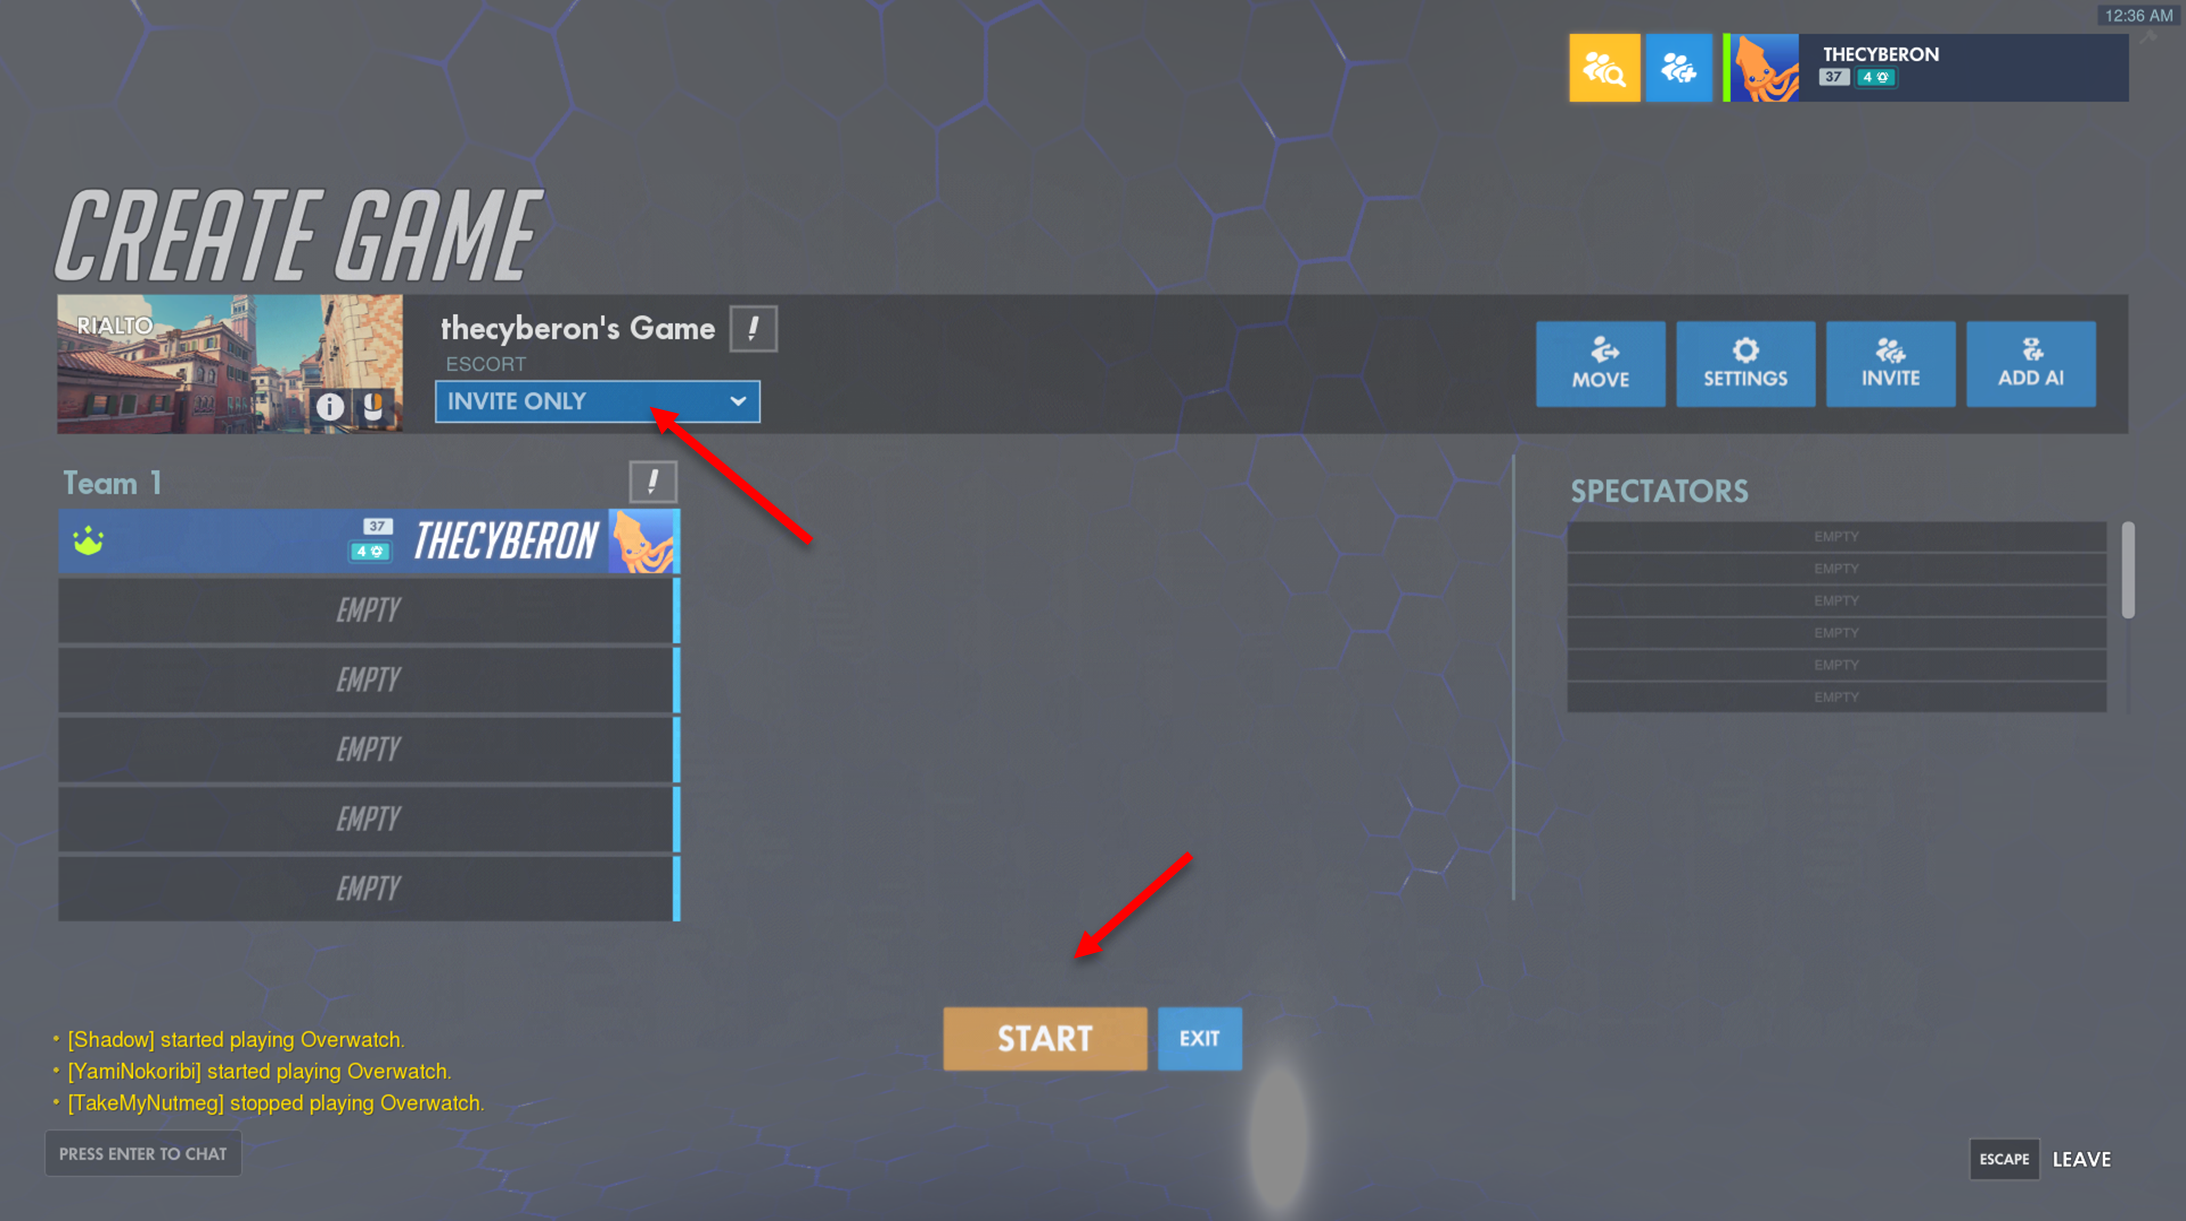 12:36 AM
THECYBERON
37 4
CREATE GAME
RIALTO
thecyberon's Game
ESCORT
INVITE ONLY
MOVE
SETTINGS
INVITE
ADD AI
Team 1
37
4
THECYBERON
EMPTY
EMPTY
EMPTY
EMPTY
EMPTY
SPECTATORS
EMPTY
EMPTY
EMPTY
EMPTY
EMPTY
EMPTY
START
EXIT
• [Shadow] started playing Overwatch.
• [YamiNokoribi] started playing Overwatch.
• [TakeMyNutmeg] stopped playing Overwatch.
PRESS ENTER TO CHAT
ESCAPE LEAVE